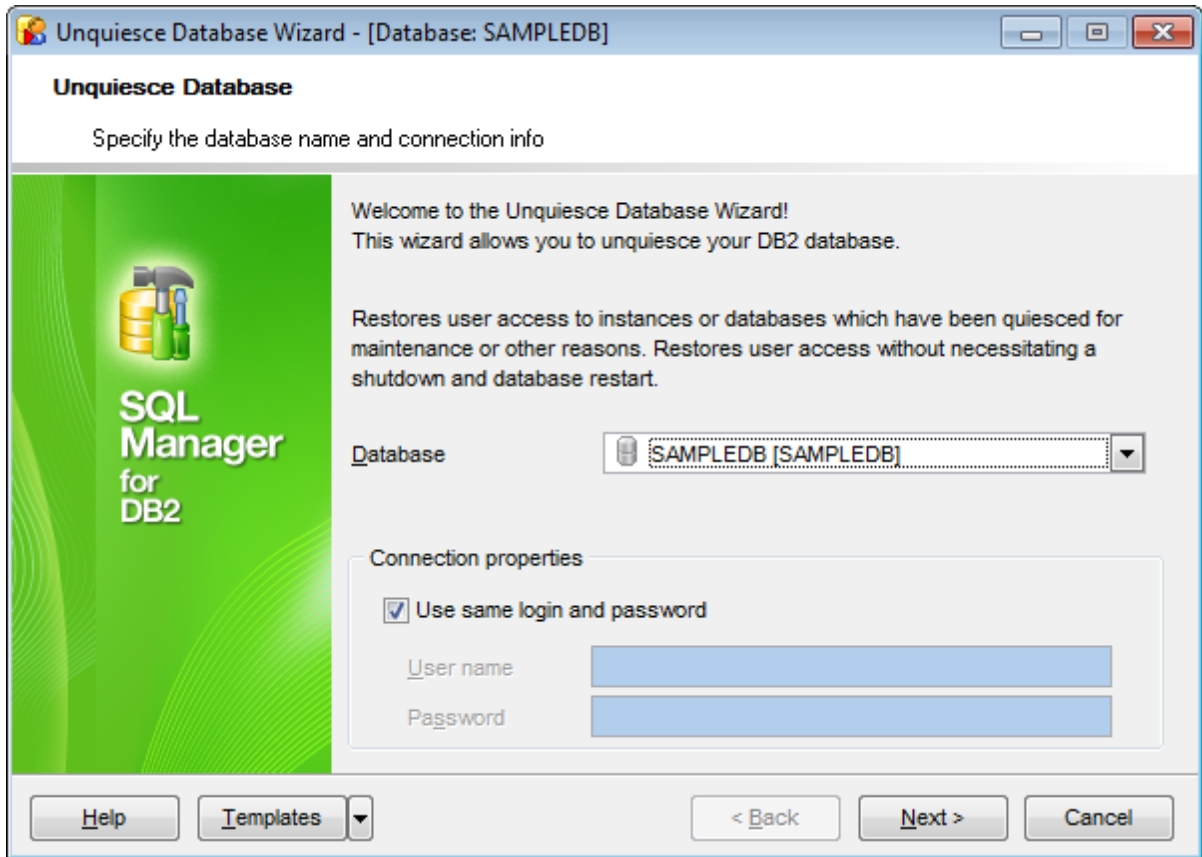 Unquiesce Database Wizard - [Database: SAMPLEDB]
Unquiesce Database
Specify the database name and connection info
SQL
Manager
for
DB2
Welcome to the Unquiesce Database Wizard!
This wizard allows you to unquiesce your DB2 database.
Restores user access to instances or databases which have been quiesced for
maintenance or other reasons. Restores user access without necessitating a
shutdown and database restart.
Database
SAMPLEDB [SAMPLEDB]
Connection properties
Use same login and password
User name
Password
Help
Templates
< Back
Next >
Cancel